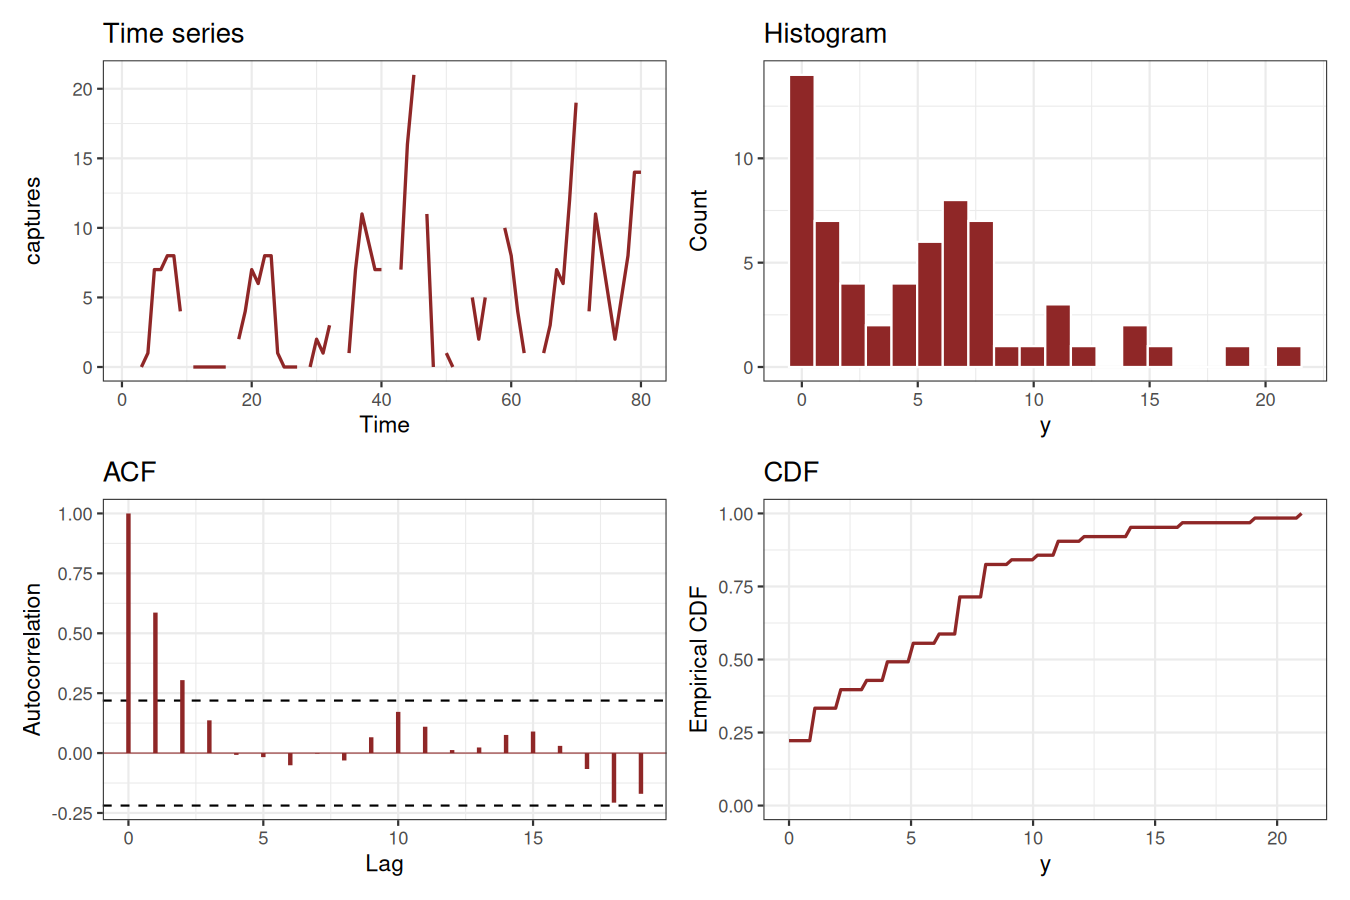 Time series
captures
20
15
10
5
0
0 20 40 60 80
Time
Histogram
Count
10
5
0
0 5 10 15 20
y
ACF
Autocorrelation
1.00
0.75
0.50
0.25
0.00
-0.25
0 5 10 15
Lag
CDF
Empirical CDF
1.00
0.75
0.50
0.25
0.00
0 5 10 15 20
y